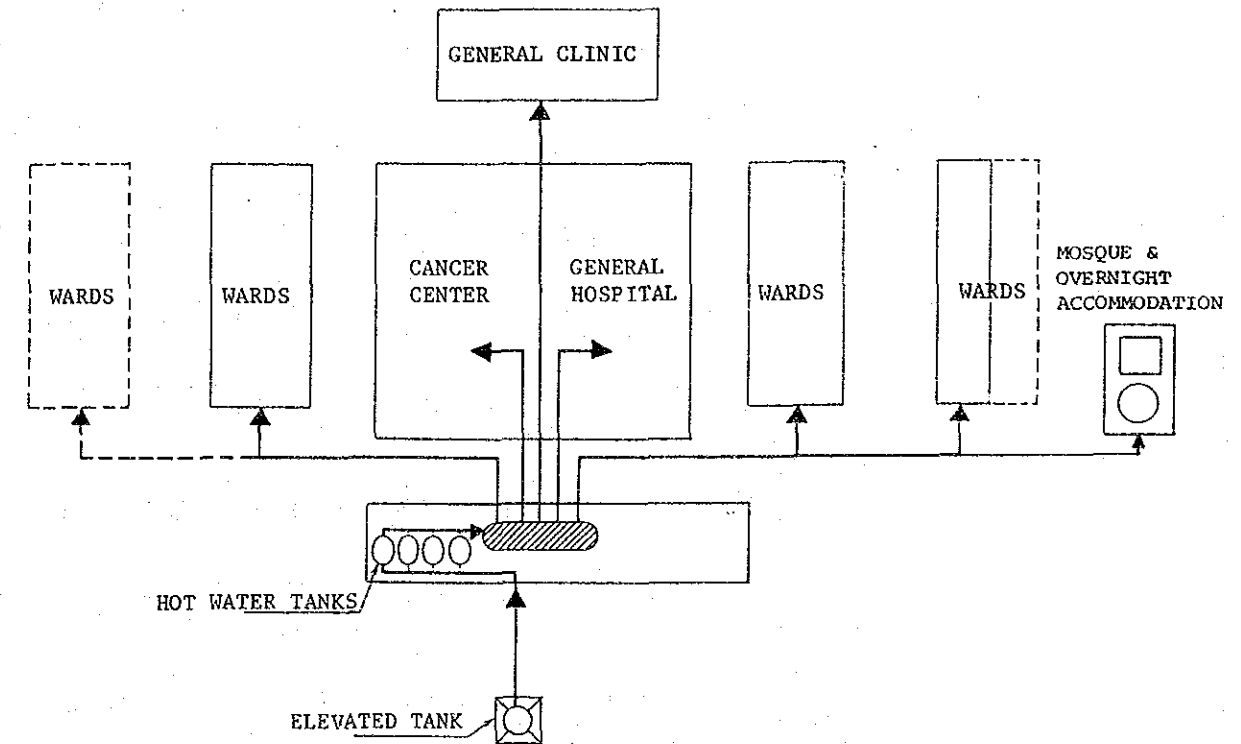 GENERAL CLINIC
WARDS
WARDS
CANCER
CENTER
GENERAL
HOSPITAL
WARDS
WARDS
MOSQUE &
OVERNIGHT
ACCOMMODATION
HOT WATER TANKS
ELEVATED TANK